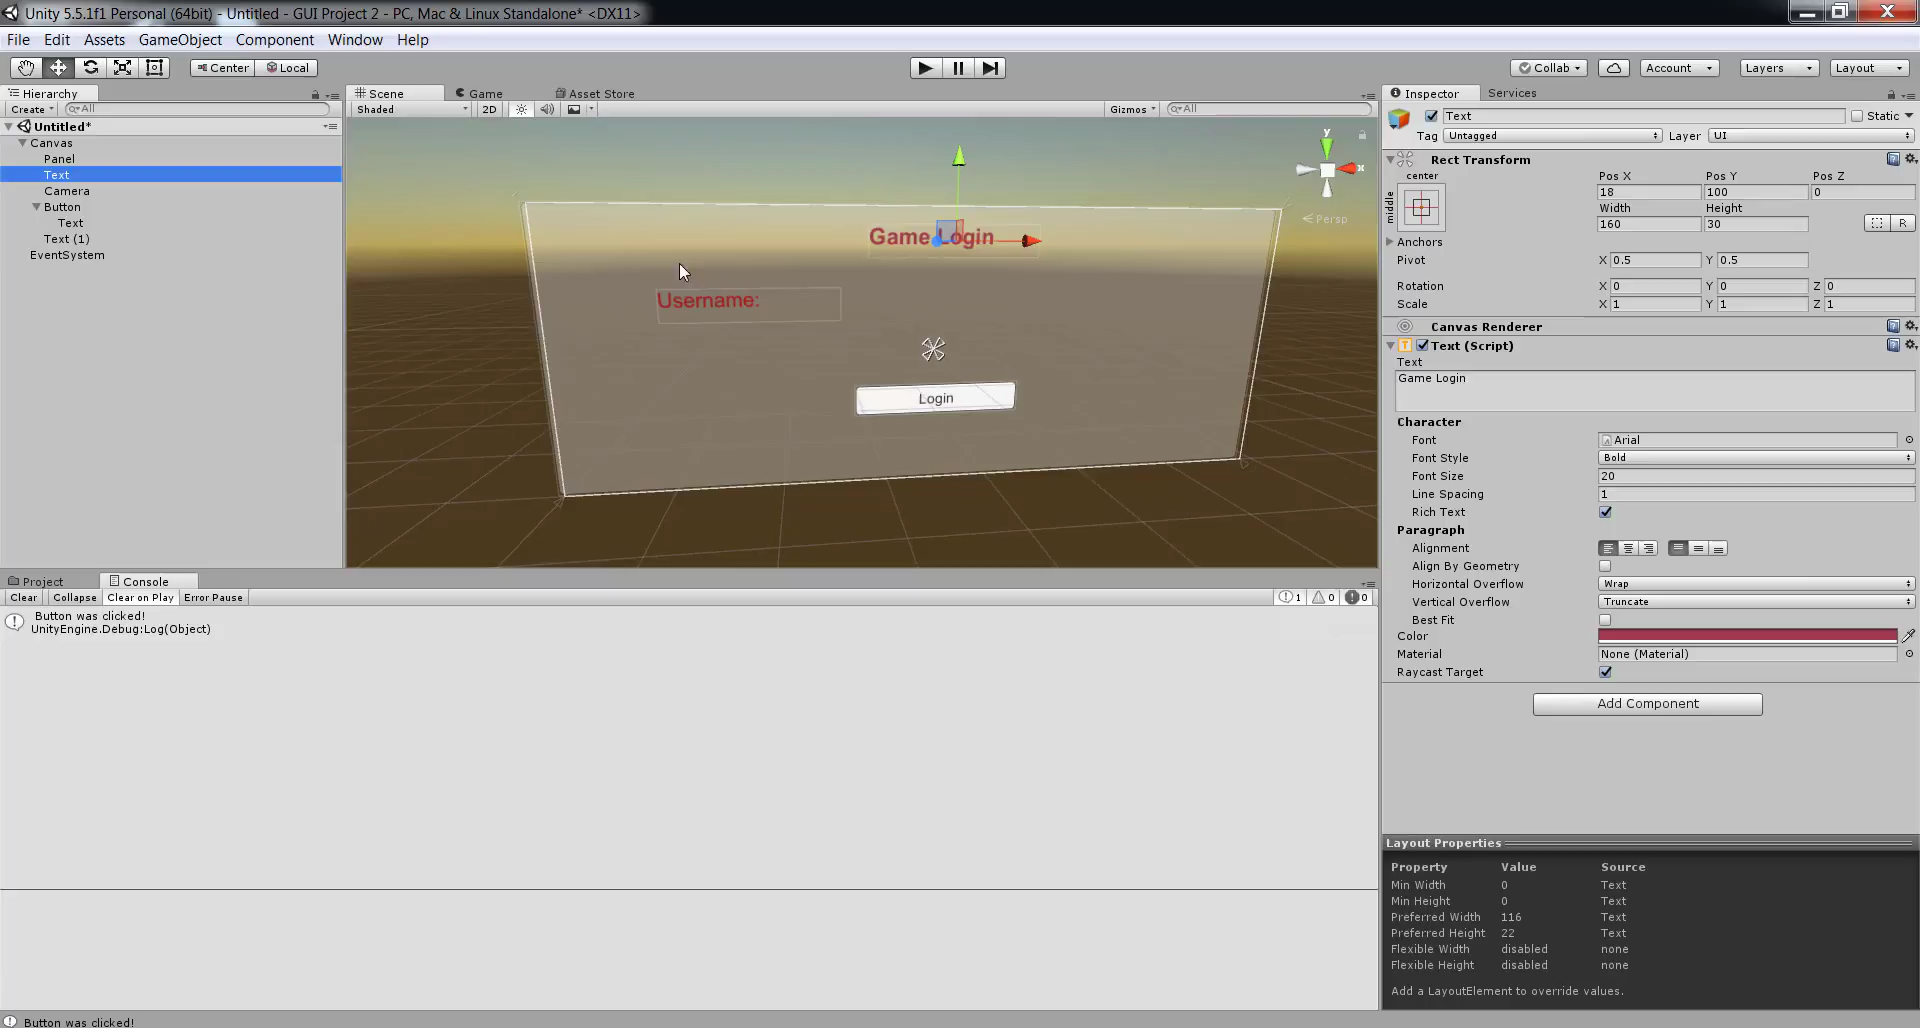 Unity 5.5.1f1 Personal (64bit) - Untitled - GUI Project 2 - PC, Mac & Linux Standalone* <DX11>
File Edit Assets GameObject Component Window Help
Center Local Collab Account Layers Layout
Hierarchy
Create All
Untitled*
Canvas
Panel
Text
Camera
Button
Text
Text (1)
EventSystem
Scene Game Asset Store
Shaded 2D Gizmos All
y
x
Persp
Game Login
Username:
Login
Project Console
Clear Collapse Clear on Play Error Pause 1 0 0
Button was clicked!
UnityEngine.Debug:Log(Object)
Inspector Services
Text Static
Tag Untagged Layer UI
Rect Transform
center Pos X Pos Y Pos Z
middle 18 100 0
Width Height
160 30 R
Anchors
Pivot X 0.5 Y 0.5
Rotation X 0 Y 0 Z 0
Scale X 1 Y 1 Z 1
Canvas Renderer
Text (Script)
Text
Game Login
Character
Font Arial
Font Style Bold
Font Size 20
Line Spacing 1
Rich Text
Paragraph
Alignment
Align By Geometry
Horizontal Overflow Wrap
Vertical Overflow Truncate
Best Fit
Color
Material None (Material)
Raycast Target
Add Component
Layout Properties
Property Value Source
Min Width 0 Text
Min Height 0 Text
Preferred Width 116 Text
Preferred Height 22 Text
Flexible Width disabled none
Flexible Height disabled none
Add a LayoutElement to override values.
Button was clicked!